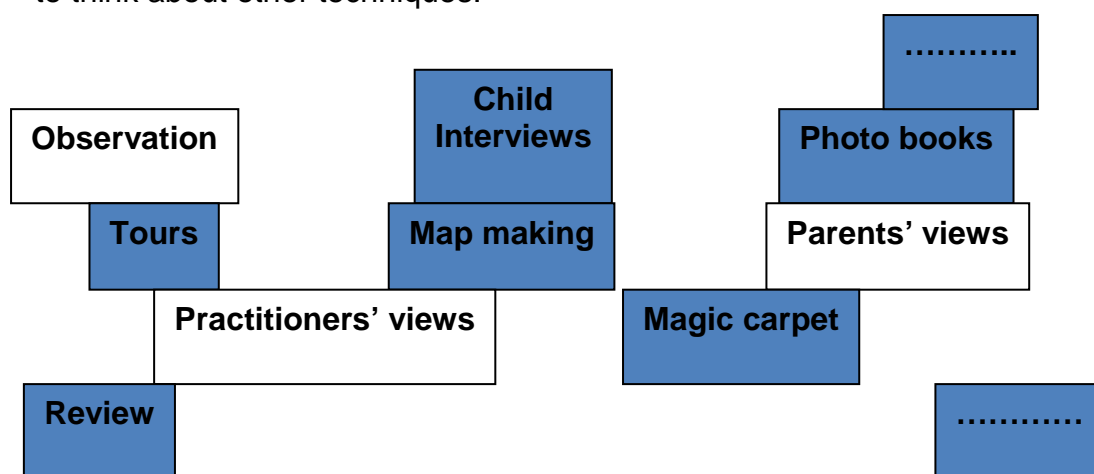 to think about other techniques.
………..
Child
Interviews
Observation
Photo books
Tours
Map making
Parents’ views
Practitioners’ views
Magic carpet
Review
…………